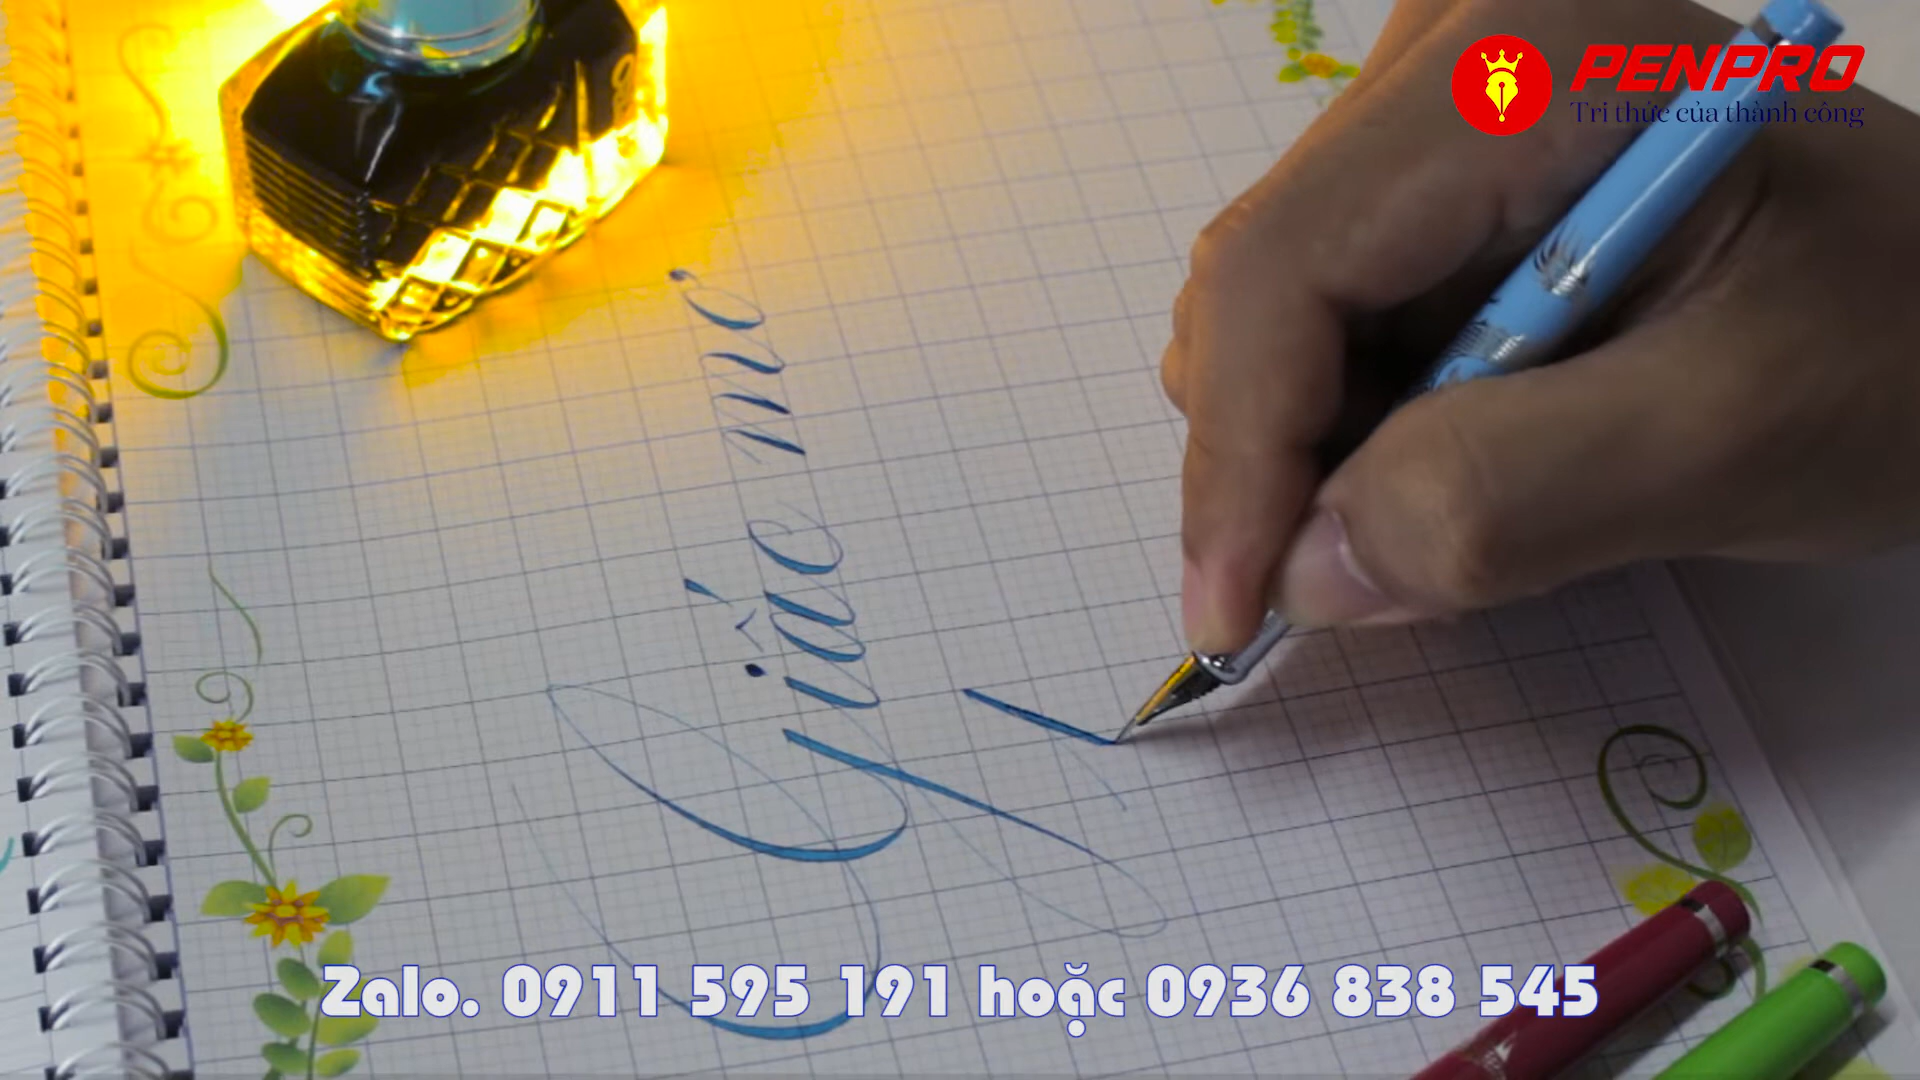 PENPRO
Tri thức của thành công
Giấc mơ
Zalo. 0911 595 191 hoặc 0936 838 545